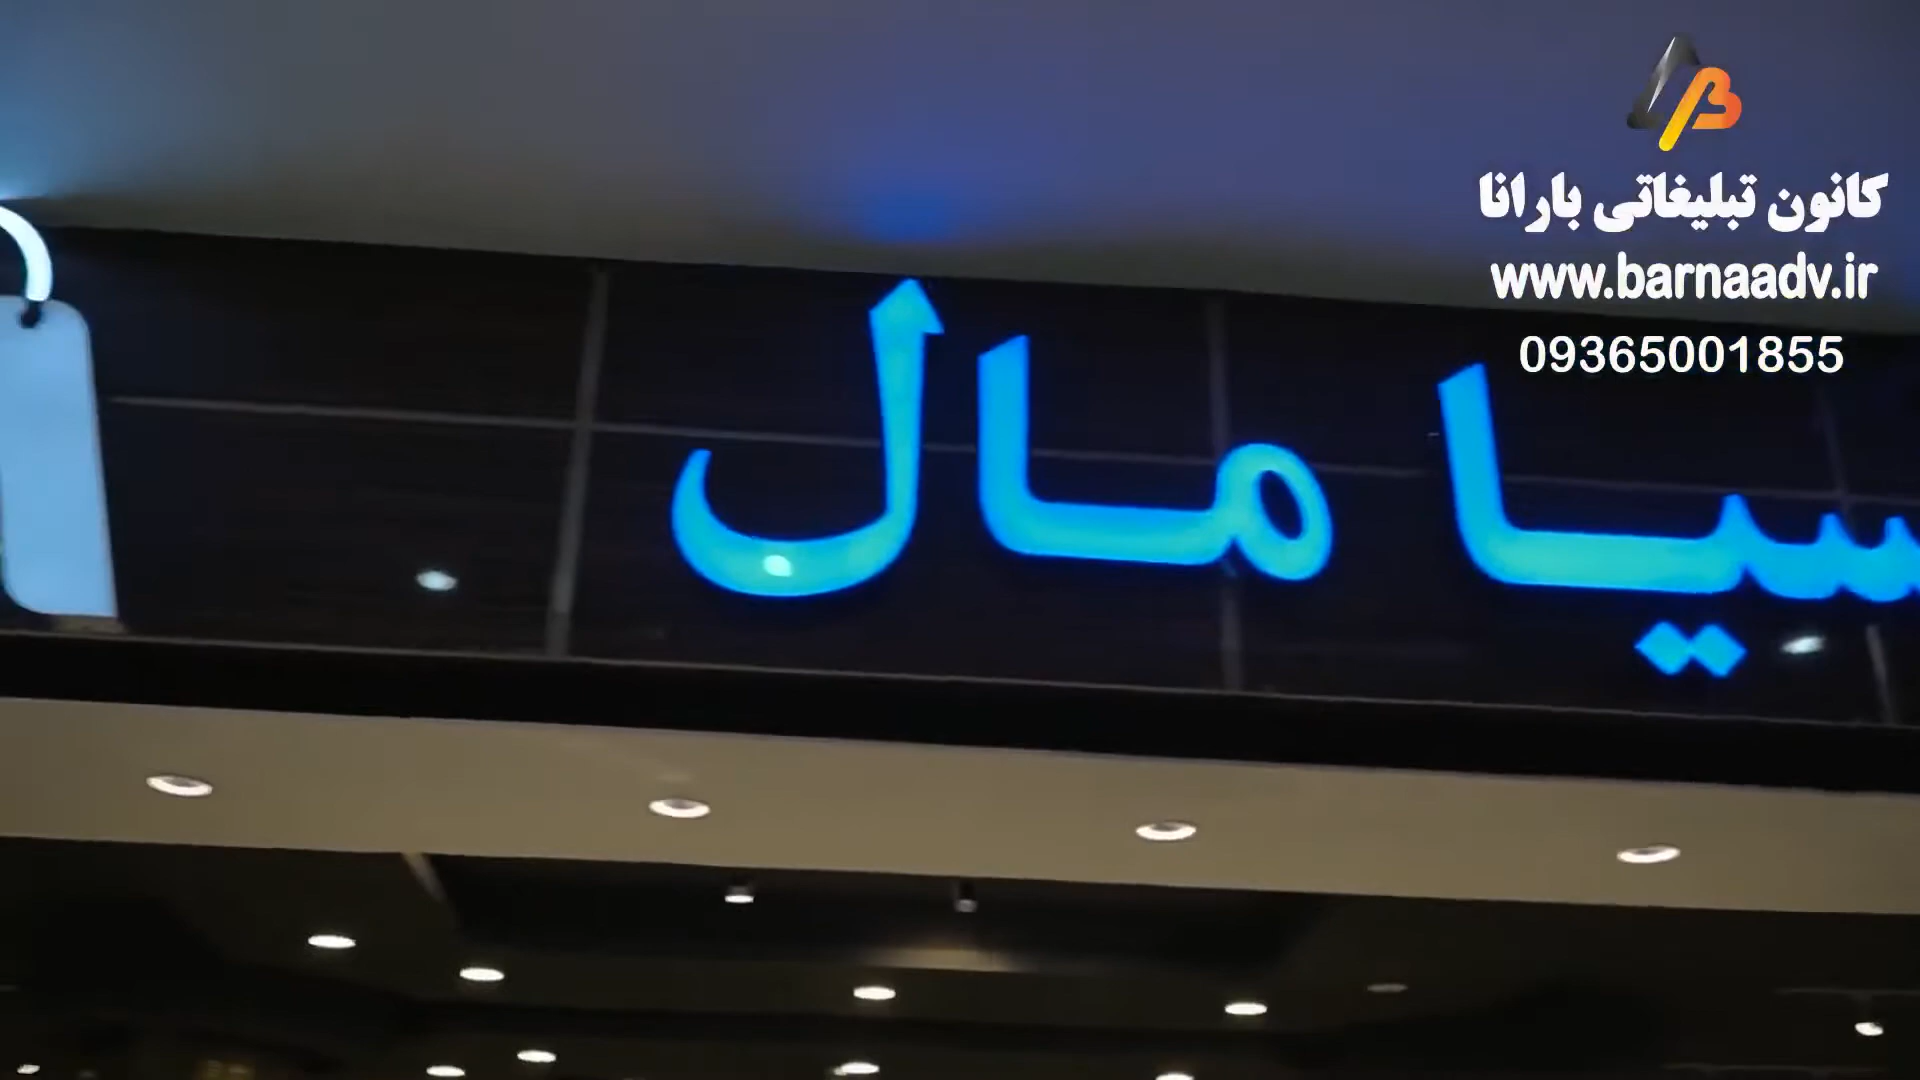 کانون تبلیغاتی بارانا
www.barnaadv.ir
09365001855
سیا مال